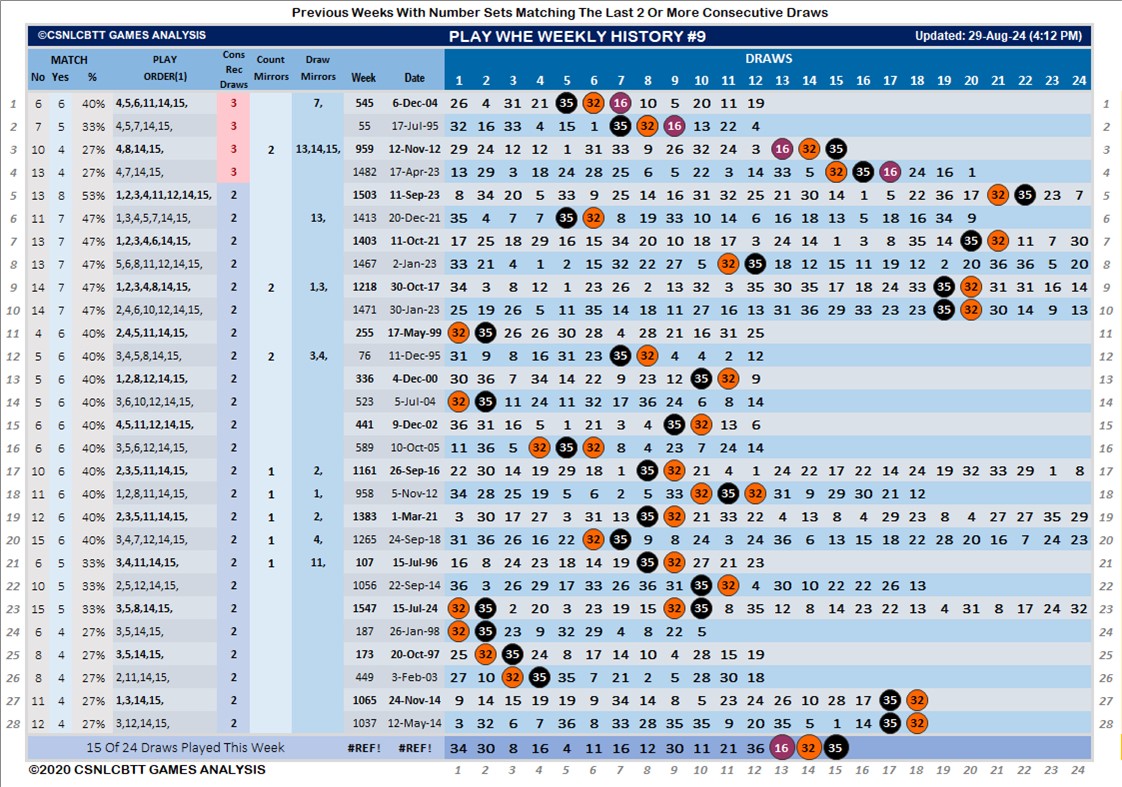 Previous Weeks With Number Sets Matching The Last 2 Or More Consecutive Draws
©CSNLCBTT GAMES ANALYSIS PLAY WHE WEEKLY HISTORY #9 Updated: 29-Aug-24 (4:12 PM)
MATCH PLAY Cons Count Draw DRAWS
No Yes % ORDER(1) Rec Draws Mirrors Mirrors Week Date 1 2 3 4 5 6 7 8 9 10 11 12 13 14 15 16 17 18 19 20 21 22 23 24
1 6 6 40% 4,5,6,11,14,15, 3 7, 545 6-Dec-04 26 4 31 21 35 32 16 10 5 20 11 19 1
2 7 5 33% 4,5,7,14,15, 3 55 17-Jul-95 32 16 33 4 15 1 35 32 16 13 22 4 2
3 10 4 27% 4,8,14,15, 3 2 13,14,15, 959 12-Nov-12 29 24 12 12 1 31 33 9 26 32 24 3 16 32 35 3
4 13 4 27% 4,7,14,15, 3 1482 17-Apr-23 13 29 3 18 24 28 25 6 5 22 3 14 33 5 32 35 16 24 16 1 4
5 13 8 53% 1,2,3,4,11,12,14,15, 2 1503 11-Sep-23 8 34 20 5 33 9 25 14 16 31 32 25 21 30 14 1 5 22 36 17 32 35 23 7 5
6 11 7 47% 1,3,4,5,7,14,15, 2 13, 1413 20-Dec-21 35 4 7 7 35 32 8 19 33 10 14 6 16 18 13 5 18 16 34 9 6
7 13 7 47% 1,2,3,4,6,14,15, 2 1403 11-Oct-21 17 25 18 29 16 15 34 20 10 18 17 3 24 14 1 3 8 35 14 35 32 11 7 30 7
8 13 7 47% 5,6,8,11,12,14,15, 2 1467 2-Jan-23 33 21 4 1 2 15 32 22 27 5 32 35 18 12 15 11 19 12 2 20 36 36 5 20 8
9 14 7 47% 1,2,3,4,8,14,15, 2 2 1,3, 1218 30-Oct-17 34 3 8 12 1 23 26 2 13 32 3 35 30 35 17 18 24 33 35 32 31 31 16 14 9
10 14 7 47% 2,4,6,10,12,14,15, 2 1471 30-Jan-23 25 19 26 5 11 35 14 18 11 27 16 13 31 36 29 33 23 23 35 32 30 14 9 13 10
11 4 6 40% 2,4,5,11,14,15, 2 255 17-May-99 32 35 26 26 30 28 4 28 21 16 31 25 11
12 5 6 40% 3,4,5,8,14,15, 2 2 3,4, 76 11-Dec-95 31 9 8 16 31 23 35 32 4 4 2 12 12
13 5 6 40% 1,2,8,12,14,15, 2 336 4-Dec-00 30 36 7 34 14 22 9 23 12 35 32 9 13
14 5 6 40% 3,6,10,12,14,15, 2 523 5-Jul-04 32 35 11 24 11 32 17 36 24 6 8 14 14
15 6 6 40% 4,5,11,12,14,15, 2 441 9-Dec-02 36 31 16 5 1 21 3 4 35 32 13 6 15
16 6 6 40% 3,5,6,12,14,15, 2 589 10-Oct-05 11 36 5 32 35 32 8 4 23 7 24 14 16
17 10 6 40% 2,3,5,11,14,15, 2 1 2, 1161 26-Sep-16 22 30 14 19 29 18 1 35 32 21 4 1 24 22 17 22 14 24 19 32 33 29 1 8 17
18 11 6 40% 1,2,8,11,14,15, 2 1 1, 958 5-Nov-12 34 28 25 19 5 6 2 5 33 32 35 32 31 9 29 30 21 12 18
19 12 6 40% 2,3,5,11,14,15, 2 1 2, 1383 1-Mar-21 3 30 17 27 3 31 13 35 32 21 33 22 4 13 8 4 29 23 8 4 27 27 35 29 19
20 15 6 40% 3,4,7,12,14,15, 2 1 4, 1265 24-Sep-18 31 36 26 16 22 32 35 9 8 24 3 24 36 6 13 15 18 22 28 20 16 7 24 23 20
21 6 5 33% 3,4,11,14,15, 2 1 11, 107 15-Jul-96 16 8 24 23 18 14 19 35 32 27 21 23 21
22 10 5 33% 2,5,12,14,15, 2 1056 22-Sep-14 36 3 26 29 17 33 26 36 31 35 32 4 30 10 22 22 26 13 22
23 15 5 33% 3,5,8,14,15, 2 1547 15-Jul-24 32 35 2 20 3 23 19 15 32 35 8 35 12 8 14 23 22 13 4 31 8 17 24 32 23
24 6 4 27% 3,5,14,15, 2 187 26-Jan-98 32 35 23 9 32 29 4 8 22 5 24
25 8 4 27% 3,5,14,15, 2 173 20-Oct-97 25 32 35 24 8 17 14 10 4 28 15 19 25
26 8 4 27% 2,11,14,15, 2 449 3-Feb-03 27 10 32 35 35 7 21 2 5 28 30 18 26
27 11 4 27% 1,3,14,15, 2 1065 24-Nov-14 9 14 15 19 19 9 34 14 8 5 24 23 26 10 28 17 35 32 27
28 12 4 27% 3,12,14,15, 2 1037 12-May-14 3 32 6 7 36 8 33 28 35 35 9 20 35 5 1 14 35 32 28
15 Of 24 Draws Played This Week #REF! #REF! 34 30 8 16 4 11 16 12 30 11 21 36 16 32 35
©2020 CSNLCBTT GAMES ANALYSIS 1 2 3 4 5 6 7 8 9 10 11 12 13 14 15 16 17 18 19 20 21 22 23 24